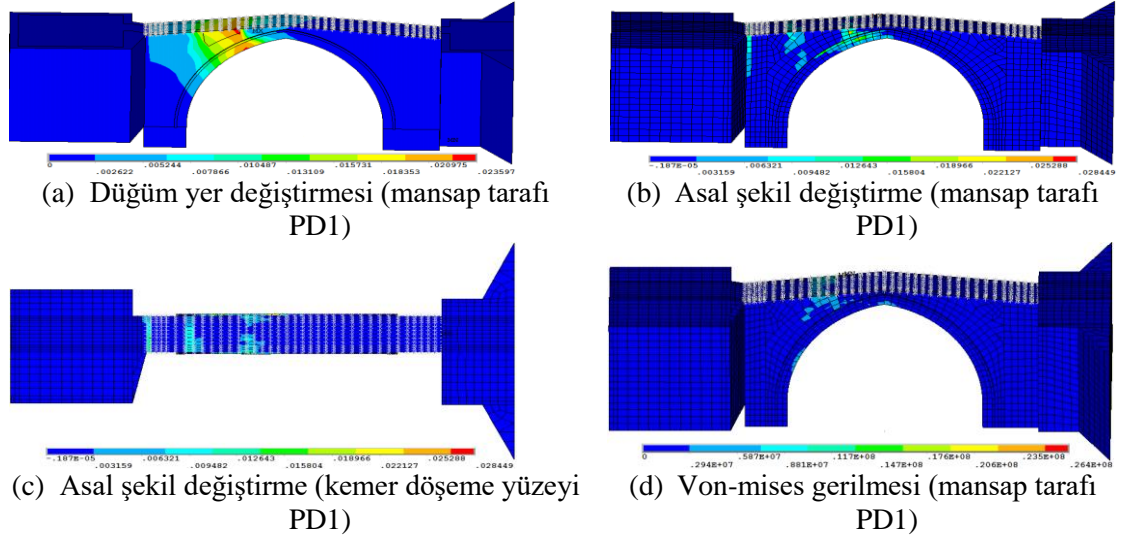 0 .005244 .010487 .015731 .020975
.002622 .007866 .013109 .018353 .023597
-.187E-05 .006321 .012643 .018966 .025288
.003159 .009482 .015804 .022127 .028449
(a) Düğüm yer değiştirmesi (mansap tarafı
PD1)
(b) Asal şekil değiştirme (mansap tarafı
PD1)
-.187E-05 .006321 .012643 .018966 .025288
.003159 .009482 .015804 .022127 .028449
0 .587E+07 .117E+08 .176E+08 .235E+08
.294E+07 .881E+07 .147E+08 .206E+08 .264E+08
(c) Asal şekil değiştirme (kemer döşeme yüzeyi
PD1)
(d) Von-mises gerilmesi (mansap tarafı
PD1)